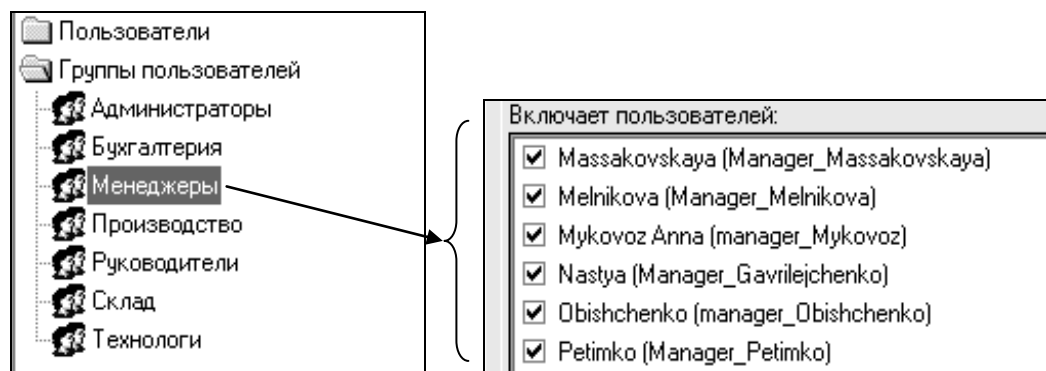 Пользователи
Группы пользователей
Администраторы
Бухгалтерия
Менеджеры
Производство
Руководители
Склад
Технологи
Включает пользователей:
Massakovskaya (Manager_Massakovskaya)
Melnikova (Manager_Melnikova)
Mykovoz Anna (manager_Mykovoz)
Nastya (Manager_Gavrilejchenko)
Obishchenko (manager_Obishchenko)
Petimko (Manager_Petimko)